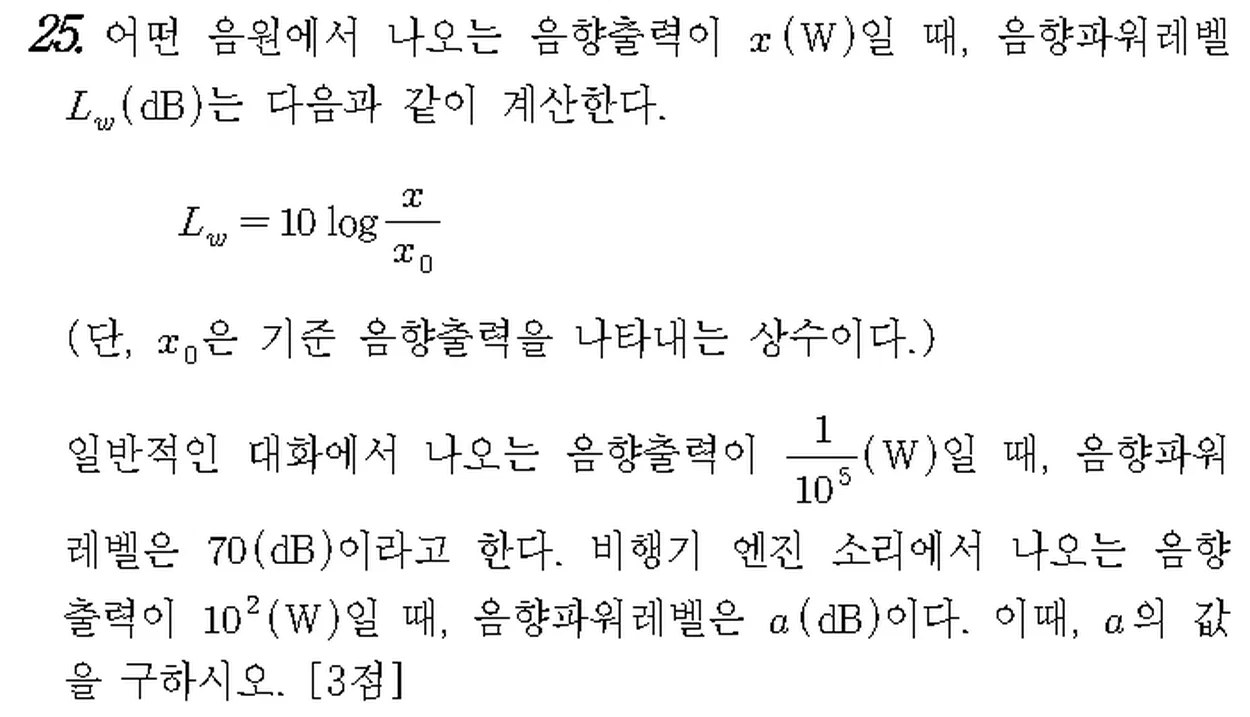 25. 어떤 음원에서 나오는 음향출력이 x(W)일 때, 음향파워레벨
L_w(dB)는 다음과 같이 계산한다.
L_w = 10 log x/x_0
(단, x_0은 기준 음향출력을 나타내는 상수이다.)
일반적인 대화에서 나오는 음향출력이 1/10^5(W)일 때, 음향파워
레벨은 70(dB)이라고 한다. 비행기 엔진 소리에서 나오는 음향
출력이 10^2(W)일 때, 음향파워레벨은 a(dB)이다. 이때, a의 값
을 구하시오. [3점]